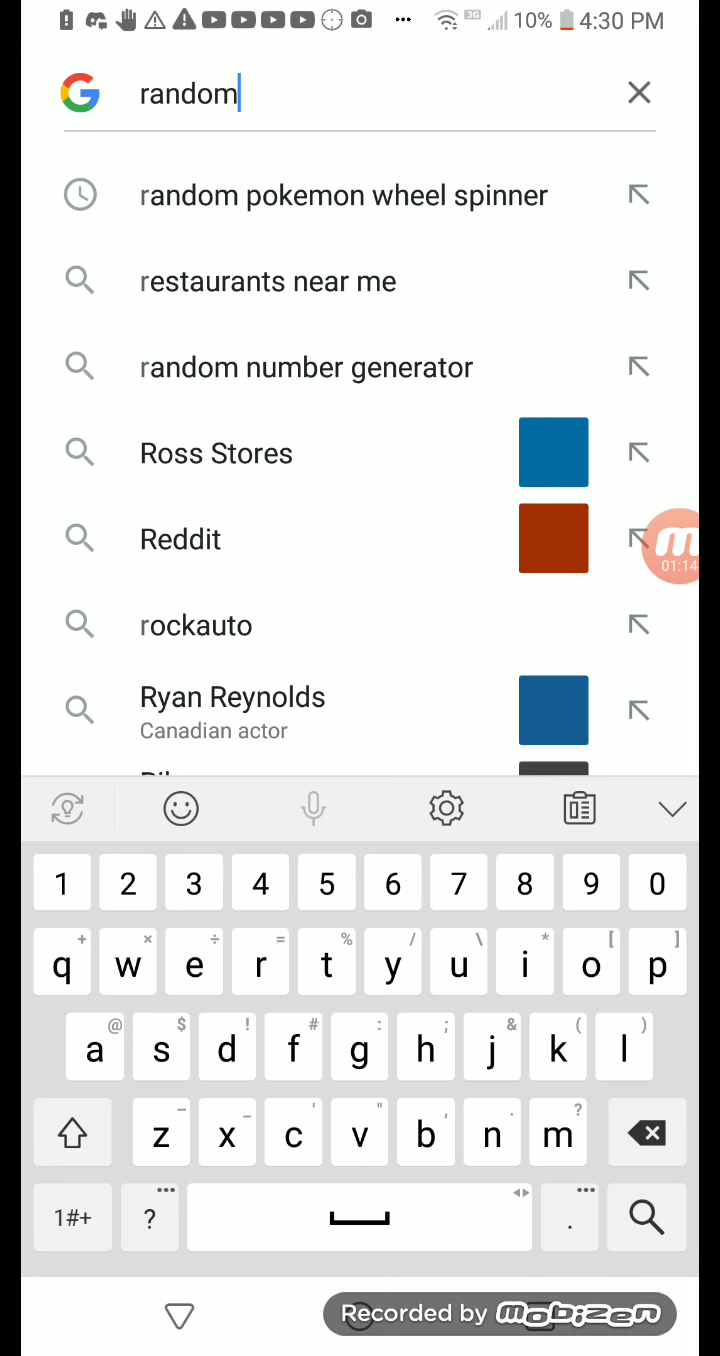 3G 10% 4:30 PM
random
random pokemon wheel spinner
restaurants near me
random number generator
Ross Stores
Reddit
01:14
rockauto
Ryan Reynolds
Canadian actor
1 2 3 4 5 6 7 8 9 0
+ × ÷ = % / \ * [ ]
q w e r t y u i o p
@ $ ! # : ; & ( )
a s d f g h j k l
– _ ' " , . ?
z x c v b n m
1#+ ? .
Recorded by mobizen